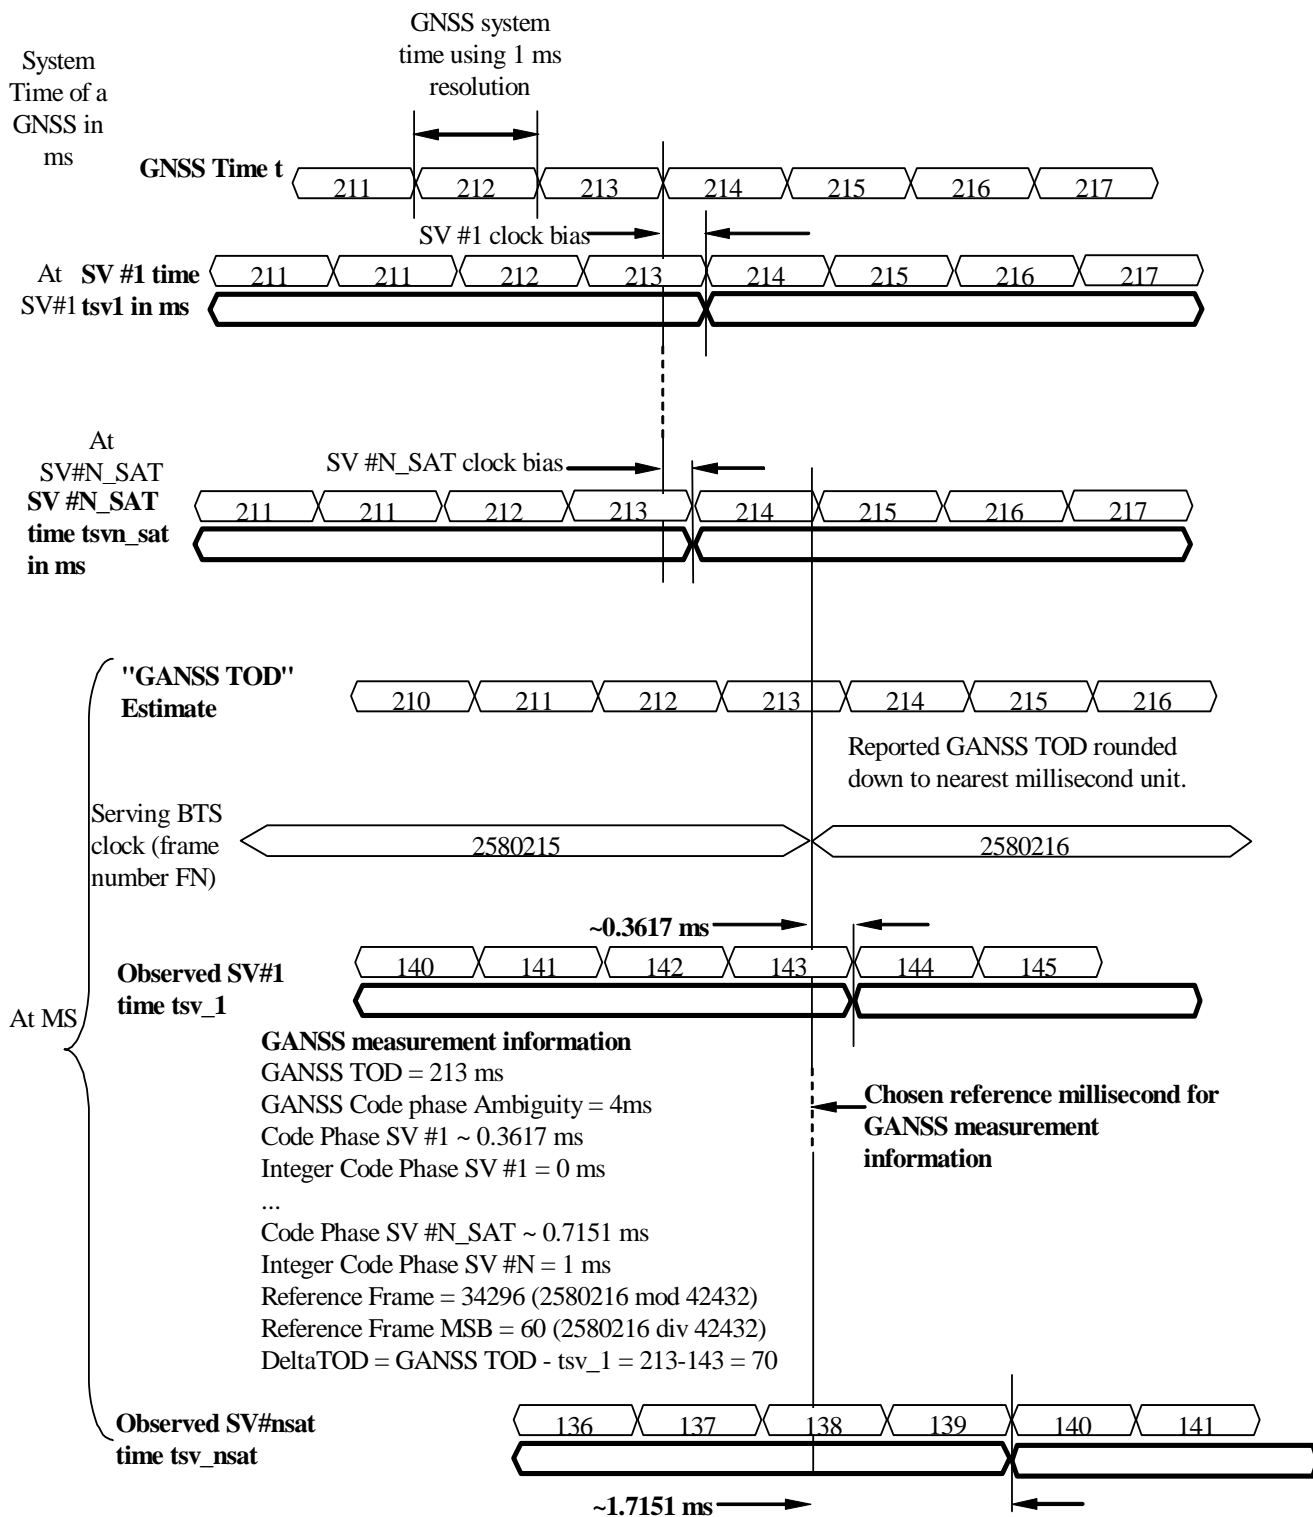 GNSS system
time using 1 ms
resolution
System
Time of a
GNSS in
ms
GNSS Time t
211 212 213 214 215 216 217
SV #1 clock bias
At SV #1 time
SV#1 tsv1 in ms
211 211 212 213 214 215 216 217
At
SV#N_SAT
SV #N_SAT clock bias
SV #N_SAT
time tsvn_sat
in ms
211 211 212 213 214 215 216 217
"GANSS TOD"
Estimate
210 211 212 213 214 215 216
Reported GANSS TOD rounded
down to nearest millisecond unit.
Serving BTS
clock (frame
number FN)
2580215 2580216
~0.3617 ms
Observed SV#1
time tsv_1
140 141 142 143 144 145
At MS
GANSS measurement information
GANSS TOD = 213 ms
GANSS Code phase Ambiguity = 4ms
Code Phase SV #1 ~ 0.3617 ms
Integer Code Phase SV #1 = 0 ms
...
Code Phase SV #N_SAT ~ 0.7151 ms
Integer Code Phase SV #N = 1 ms
Reference Frame = 34296 (2580216 mod 42432)
Reference Frame MSB = 60 (2580216 div 42432)
DeltaTOD = GANSS TOD - tsv_1 = 213-143 = 70
Chosen reference millisecond for
GANSS measurement
information
Observed SV#nsat
time tsv_nsat
136 137 138 139 140 141
~1.7151 ms